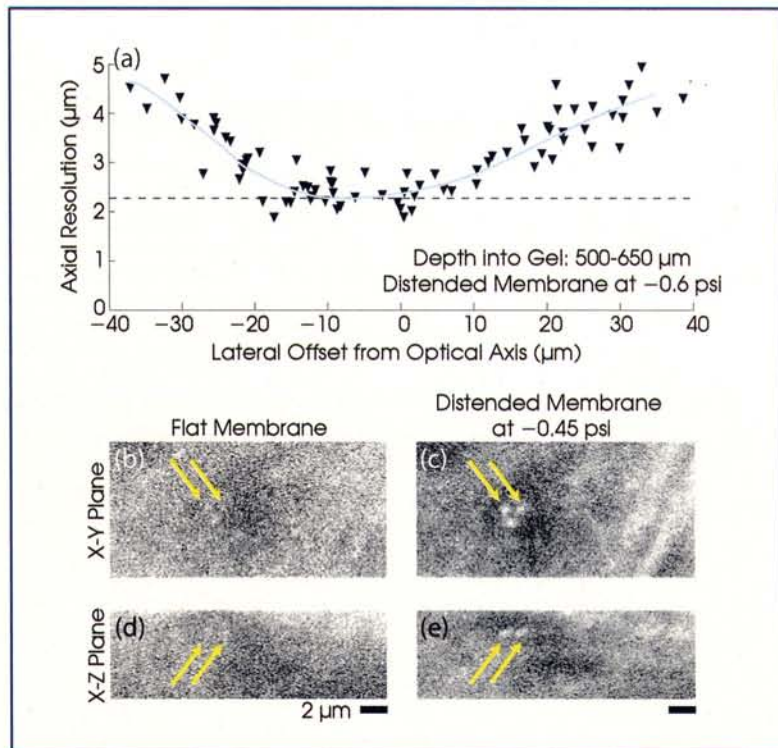 (a)
Axial Resolution (μm)
5
4
3
2
1
0
Depth into Gel: 500-650 μm
Distended Membrane at −0.6 psi
−40 −30 −20 −10 0 10 20 30 40
Lateral Offset from Optical Axis (μm)
Flat Membrane
Distended Membrane
at −0.45 psi
X-Y Plane
(b)
(c)
X-Z Plane
(d)
(e)
2 μm